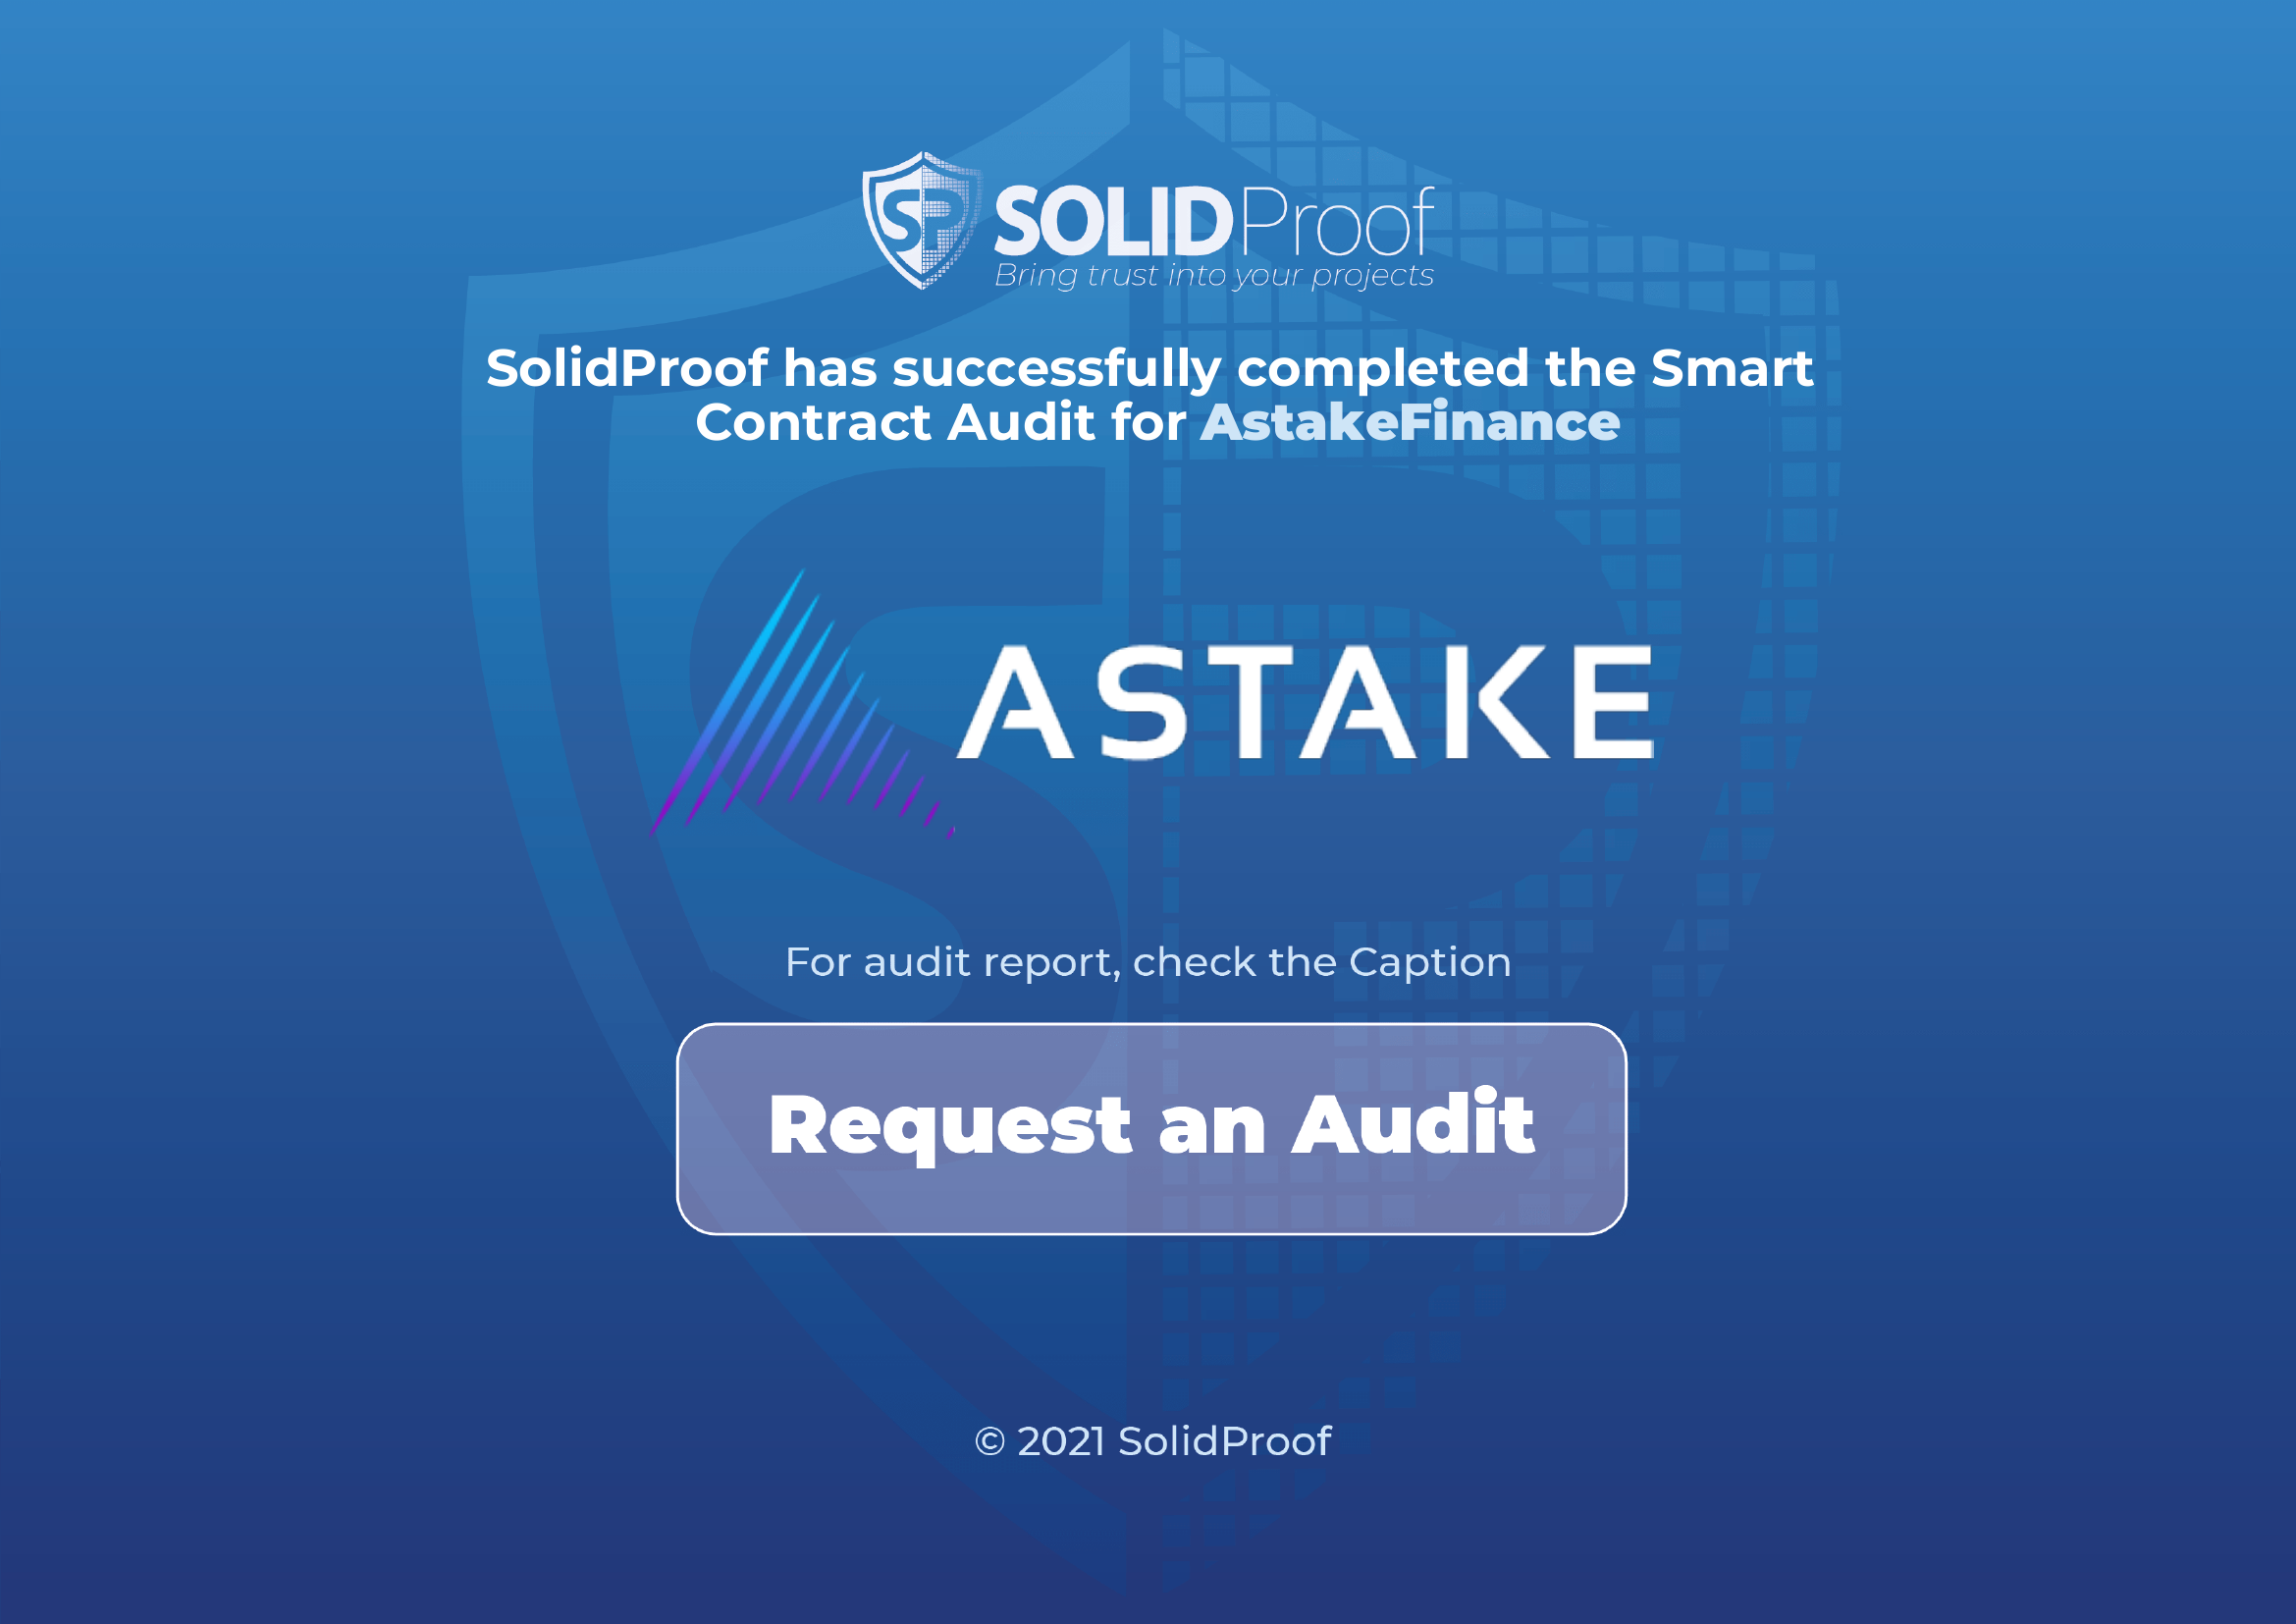 SP SOLIDProof
Bring trust into your projects
SolidProof has successfully completed the Smart
Contract Audit for AstakeFinance
ASTAKE
For audit report, check the Caption
Request an Audit
© 2021 SolidProof